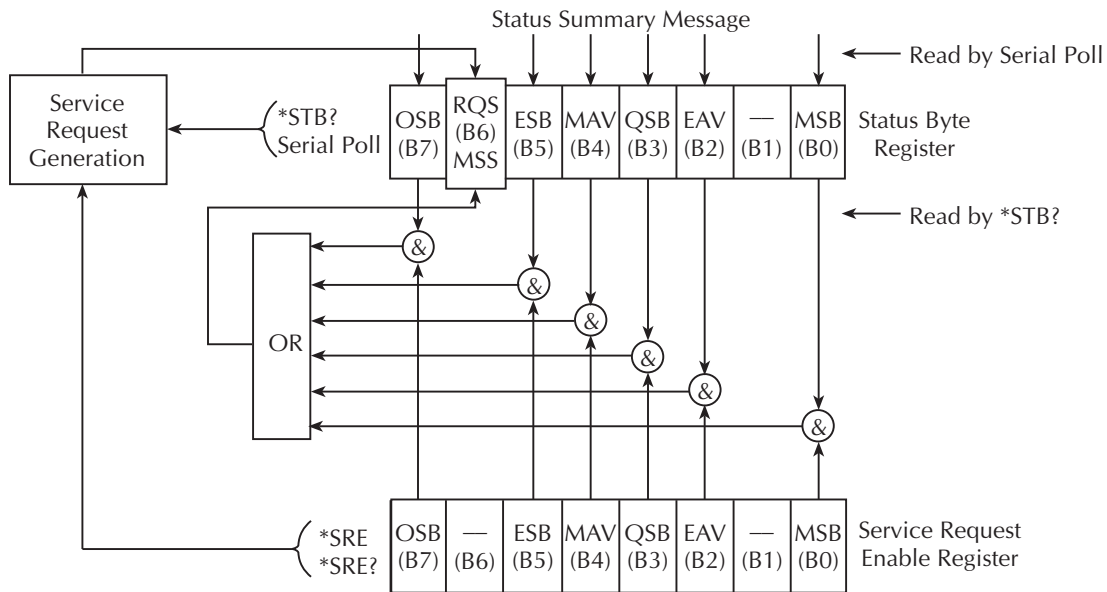 Status Summary Message
Read by Serial Poll
Service
Request
Generation
*STB?
Serial Poll
OSB
(B7)
RQS
(B6)
MSS
ESB
(B5)
MAV
(B4)
QSB
(B3)
EAV
(B2)
—
(B1)
MSB
(B0)
Status Byte
Register
Read by *STB?
&
&
&
OR
&
&
&
*SRE
*SRE?
OSB
(B7)
—
(B6)
ESB
(B5)
MAV
(B4)
QSB
(B3)
EAV
(B2)
—
(B1)
MSB
(B0)
Service Request
Enable Register